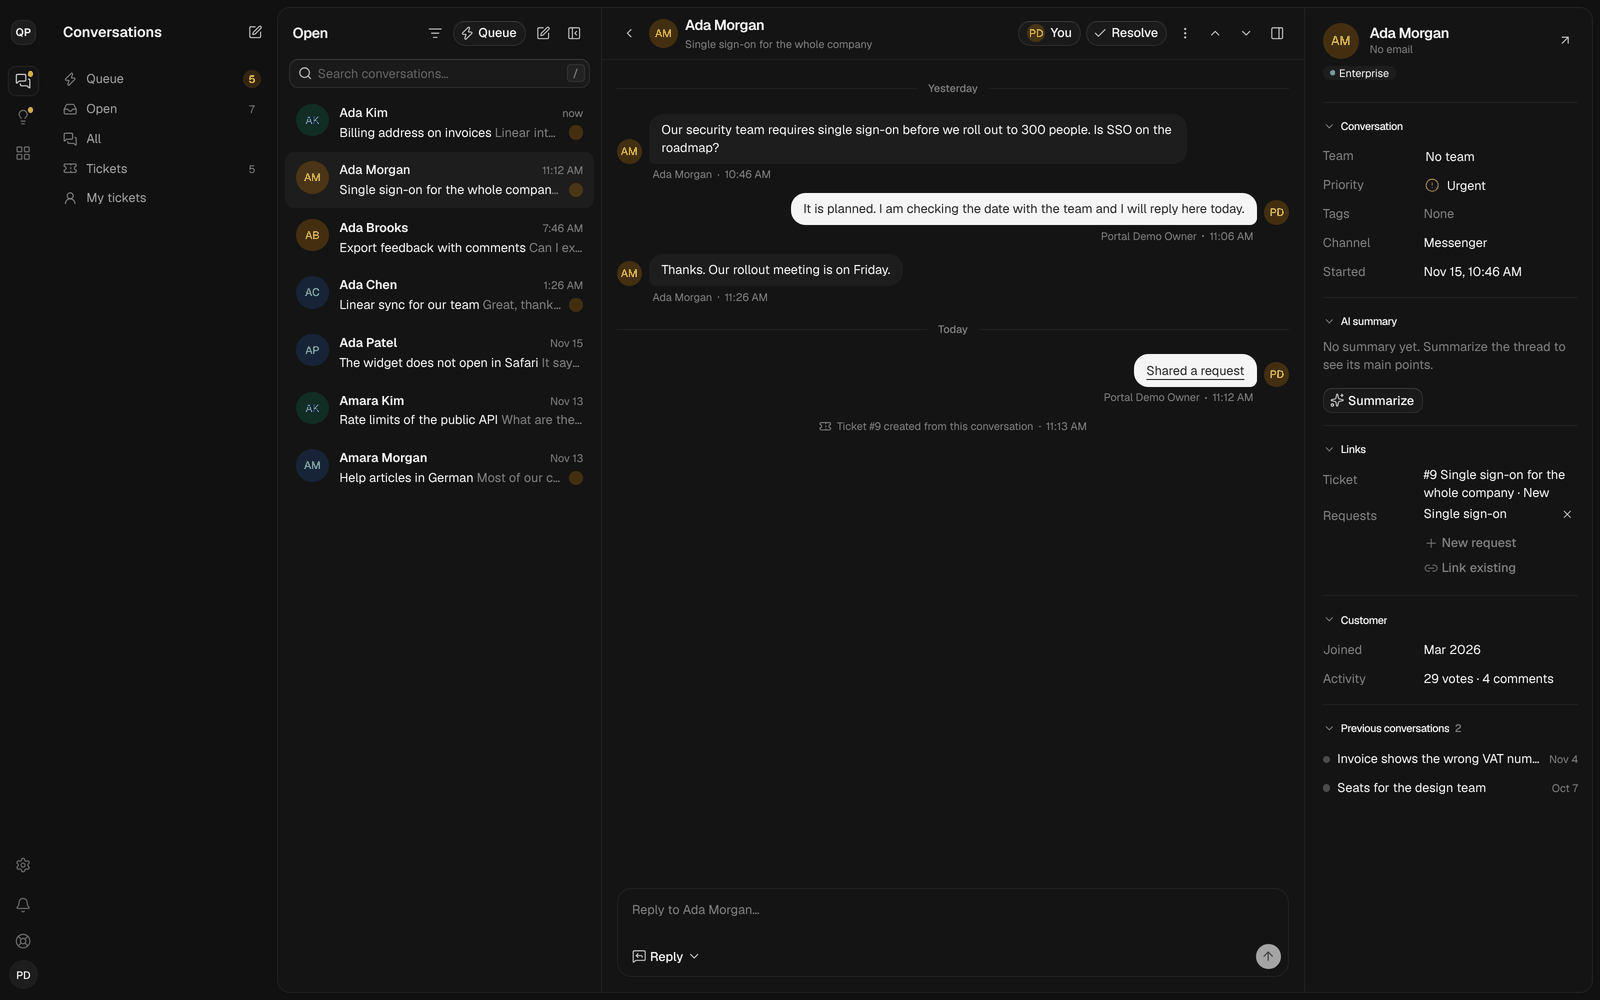 QP
Conversations
Queue
5
Open
7
All
Tickets
5
My tickets
PD
Open
Queue
Search conversations...
/
AK
Ada Kim
now
Billing address on invoices Linear int...
AM
Ada Morgan
11:12 AM
Single sign-on for the whole compan...
AB
Ada Brooks
7:46 AM
Export feedback with comments Can I ex...
AC
Ada Chen
1:26 AM
Linear sync for our team Great, thank...
AP
Ada Patel
Nov 15
The widget does not open in Safari It say...
AK
Amara Kim
Nov 13
Rate limits of the public API What are the...
AM
Amara Morgan
Nov 13
Help articles in German Most of our c...
AM
Ada Morgan
Single sign-on for the whole company
PD You
Resolve
Yesterday
Our security team requires single sign-on before we roll out to 300 people. Is SSO on the
roadmap?
AM
Ada Morgan · 10:46 AM
It is planned. I am checking the date with the team and I will reply here today.
PD
Portal Demo Owner · 11:06 AM
Thanks. Our rollout meeting is on Friday.
AM
Ada Morgan · 11:26 AM
Today
Shared a request
PD
Portal Demo Owner · 11:12 AM
Ticket #9 created from this conversation · 11:13 AM
Reply to Ada Morgan...
Reply
AM
Ada Morgan
No email
Enterprise
Conversation
Team No team
Priority Urgent
Tags None
Channel Messenger
Started Nov 15, 10:46 AM
AI summary
No summary yet. Summarize the thread to
see its main points.
Summarize
Links
Ticket #9 Single sign-on for the
whole company · New
Requests Single sign-on
New request
Link existing
Customer
Joined Mar 2026
Activity 29 votes · 4 comments
Previous conversations 2
Invoice shows the wrong VAT num... Nov 4
Seats for the design team Oct 7